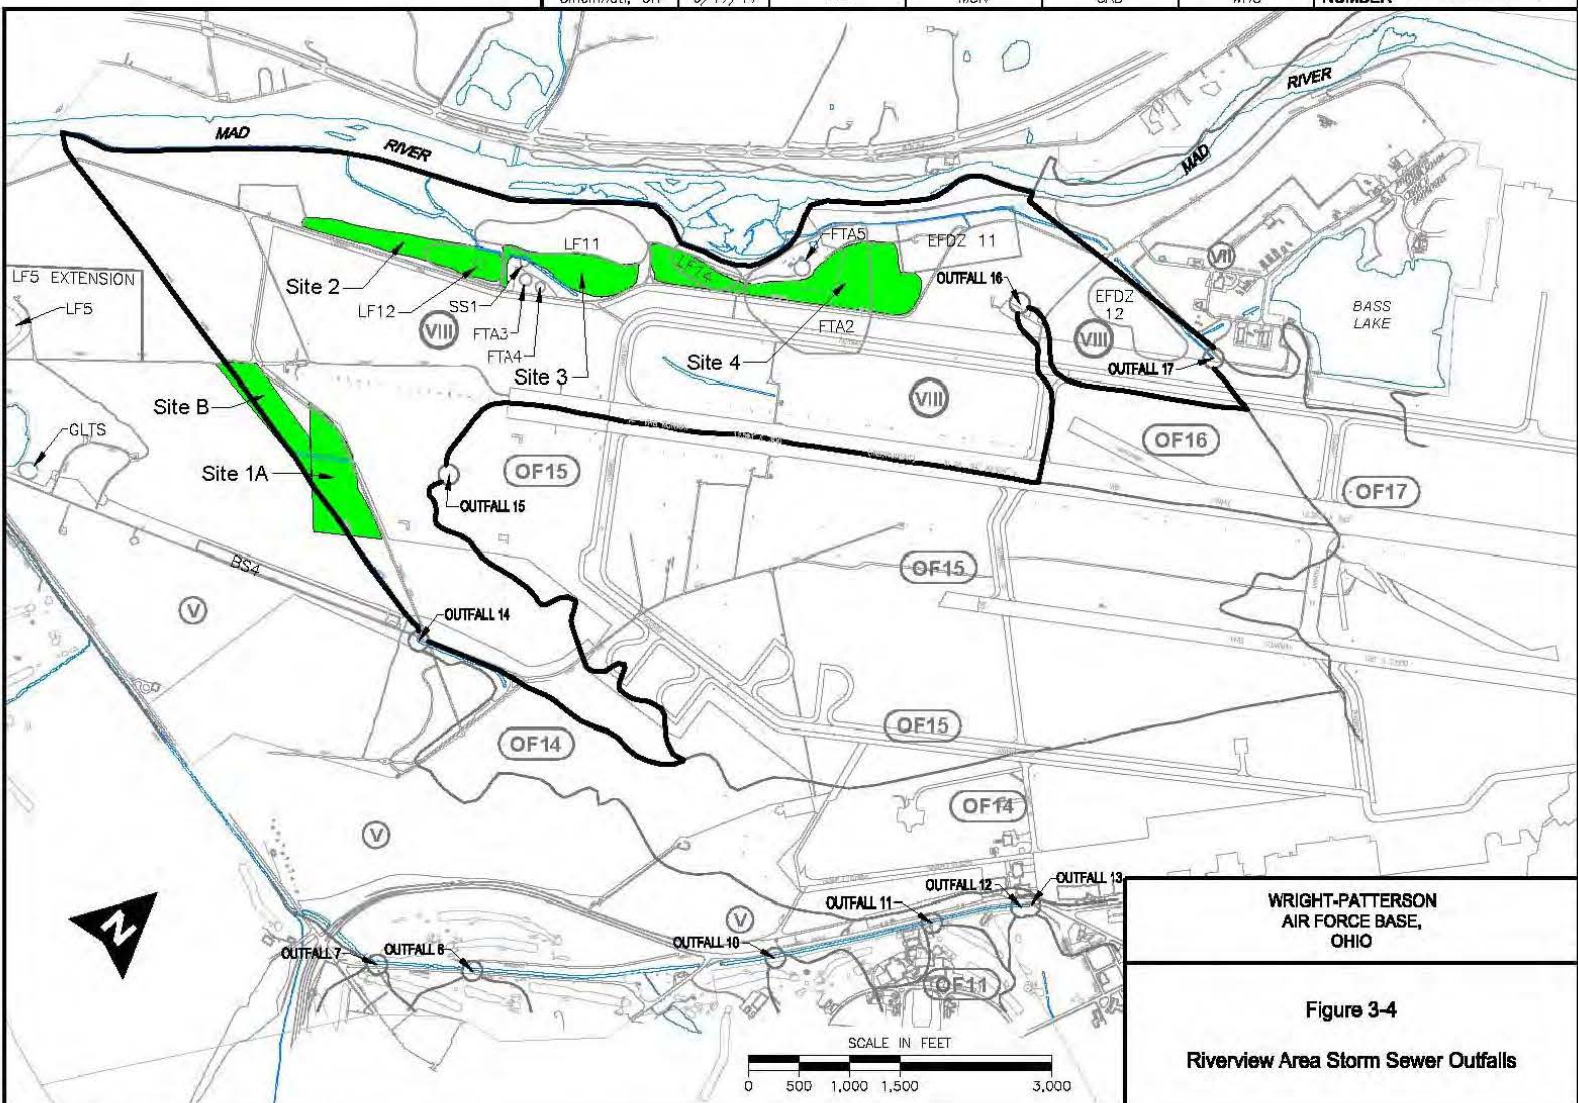 NUMBER
MAD
RIVER
RIVER
MAD
LF5 EXTENSION
LF5
GLTS
Site 2
LF12
SS1
FTA3
FTA4
LF11
Site 3
VIII
FTA5
EFDZ 11
OUTFALL 16
FTA2
Site 4
VIII
EFDZ
12
VIII
OUTFALL 17
VII
BASS
LAKE
Site B
Site 1A
OF15
OUTFALL 15
OF16
OF17
OF15
BS4
V
OUTFALL 14
OF14
OF15
OF14
V
V
OUTFALL 7
OUTFALL 8
OUTFALL 10
OUTFALL 11
OUTFALL 12
OUTFALL 13
OF11
N
SCALE IN FEET
0 500 1,000 1,500 3,000
WRIGHT-PATTERSON
AIR FORCE BASE,
OHIO
Figure 3-4
Riverview Area Storm Sewer Outfalls